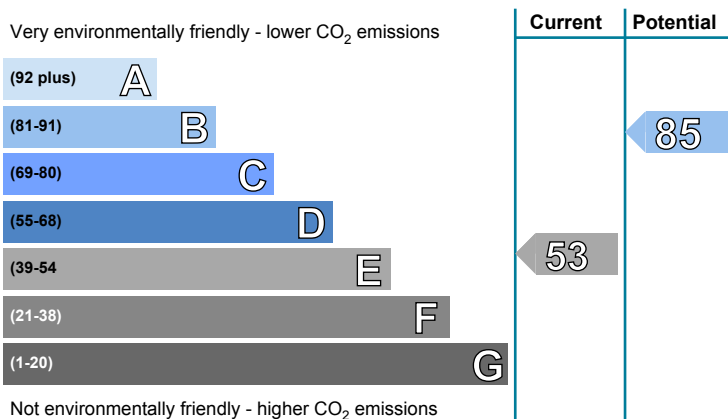 Current Potential
Very environmentally friendly - lower CO2 emissions
(92 plus) A
(81-91) B
85
(69-80) C
(55-68) D
53
(39-54 E
(21-38) F
(1-20) G
Not environmentally friendly - higher CO2 emissions